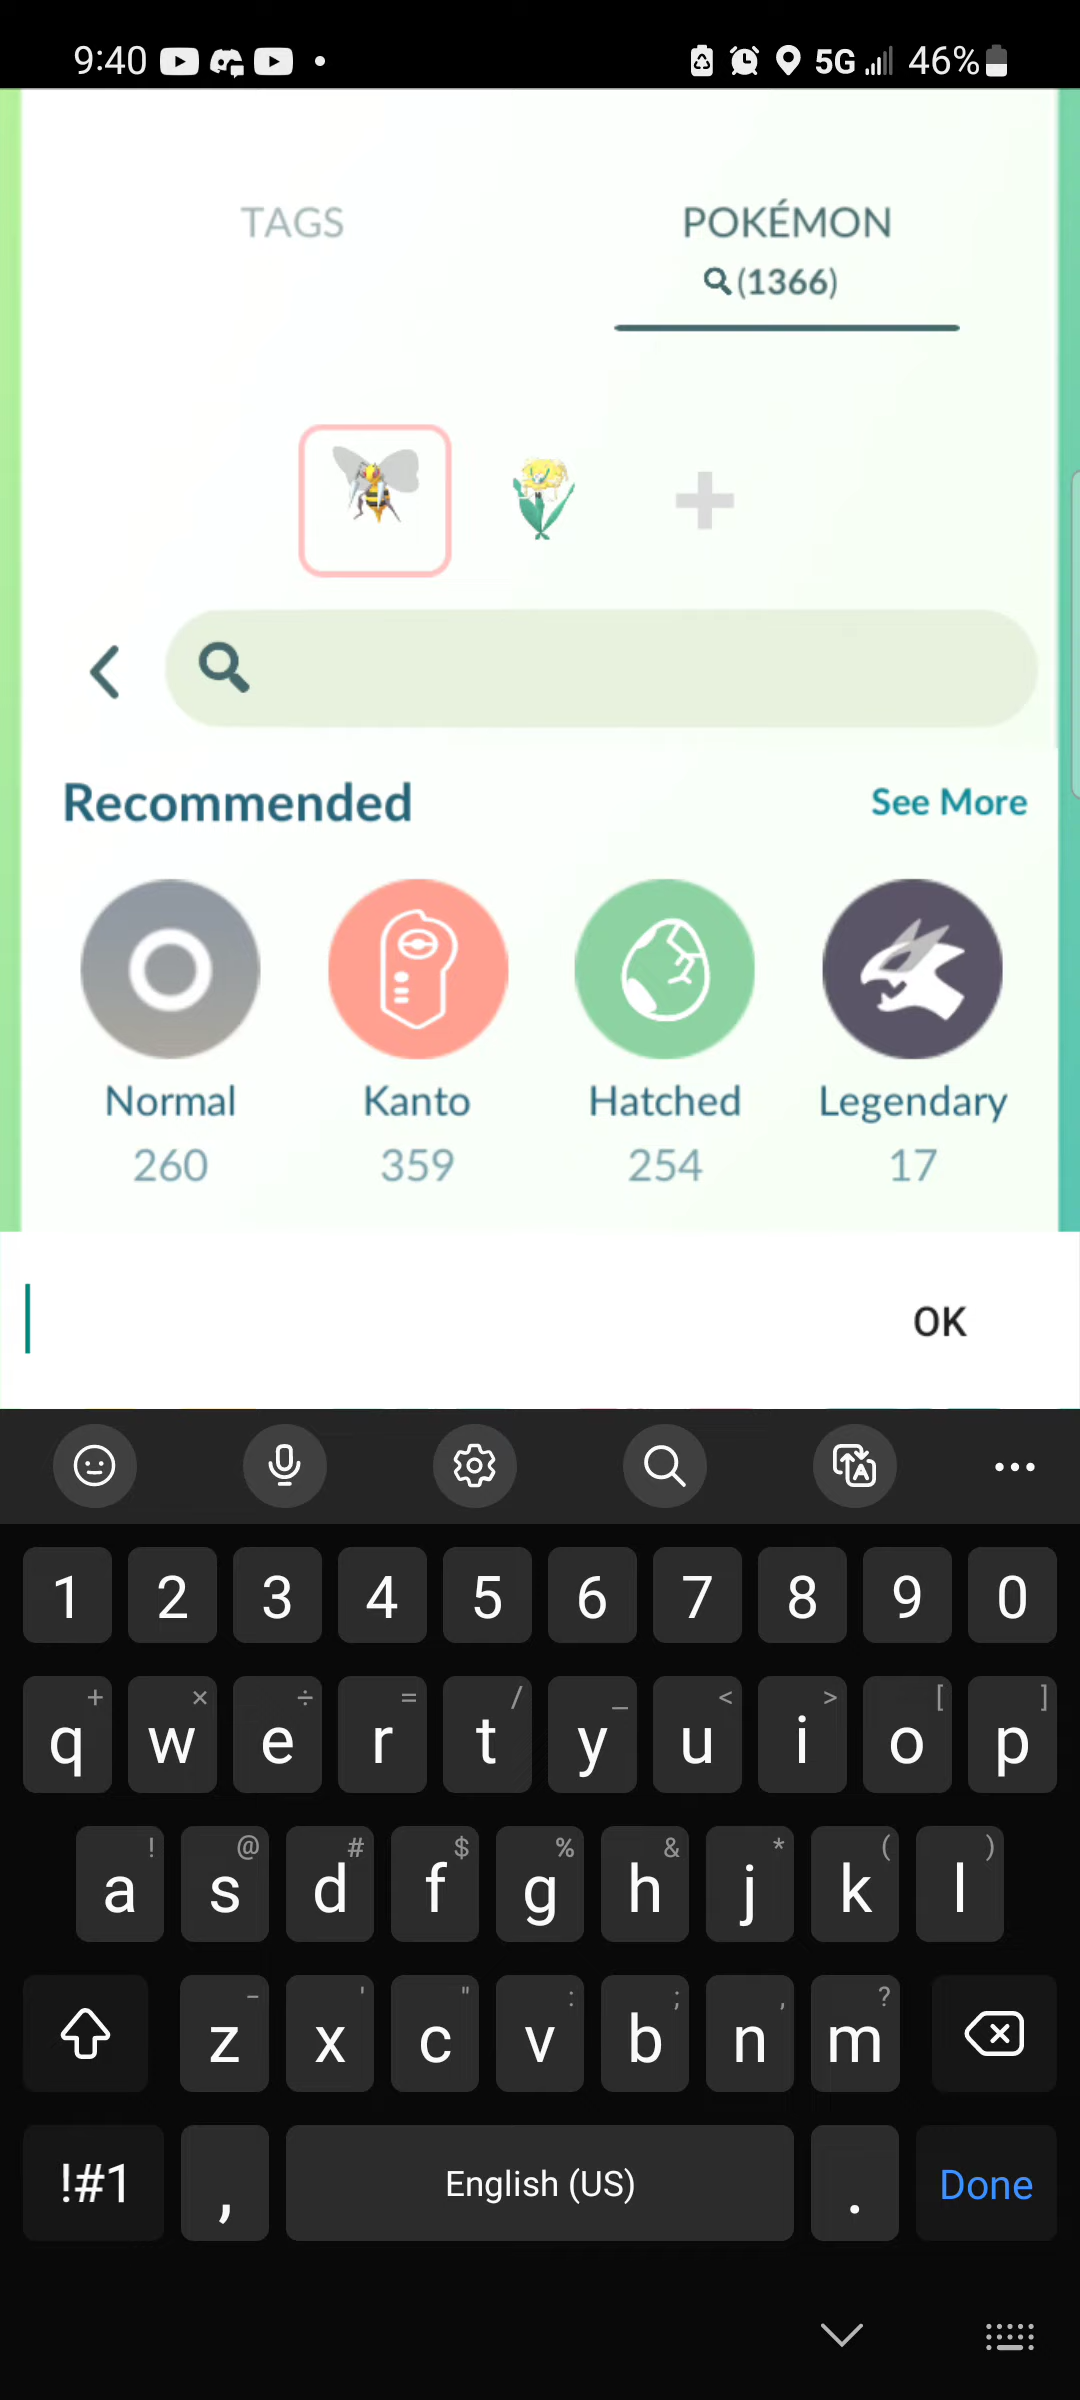 9:40 5G 46%
TAGS
POKÉMON
(1366)
Recommended See More
Normal Kanto Hatched Legendary
260 359 254 17
OK
1 2 3 4 5 6 7 8 9 0
+ × ÷ = / _ < > [ ]
q w e r t y u i o p
! @ # $ % & * ( )
a s d f g h j k l
- ' " : ; , ?
z x c v b n m
!#1 , English (US) . Done